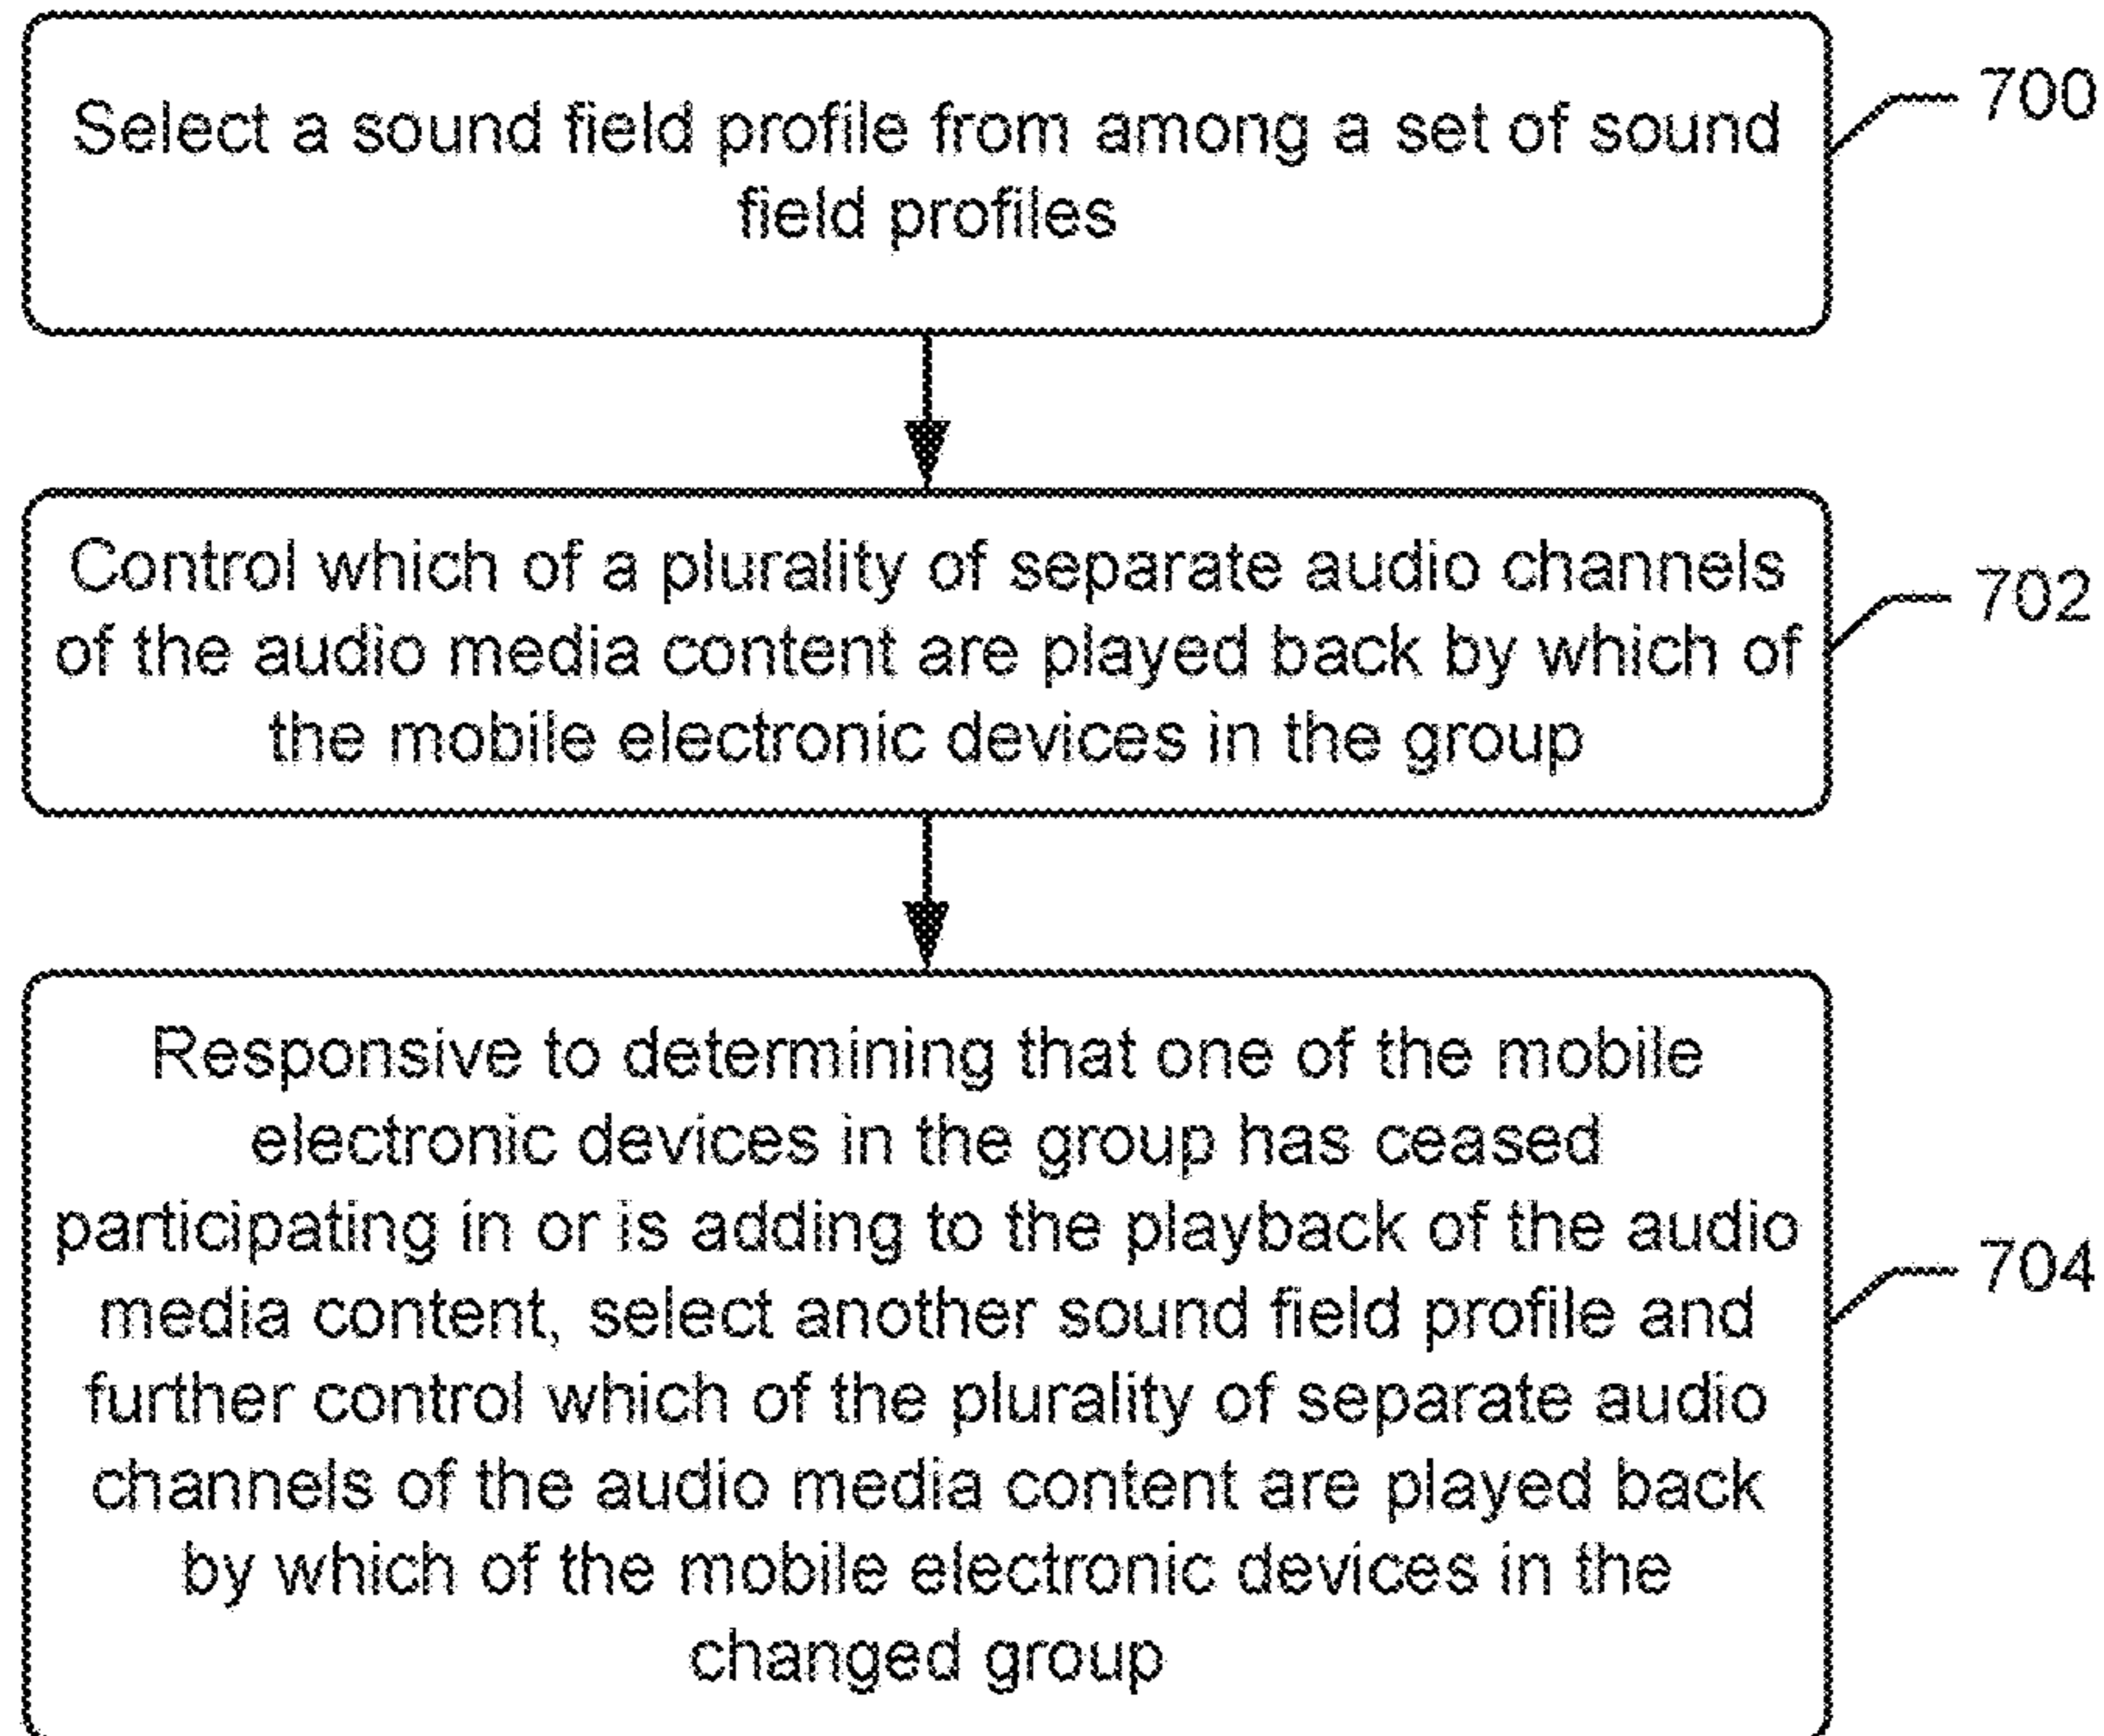 Select a sound field profile from among a set of sound
field profiles
700
Control which of a plurality of separate audio channels
of the audio media content are played back by which of
the mobile electronic devices in the group
702
Responsive to determining that one of the mobile
electronic devices in the group has ceased
participating in or is adding to the playback of the audio
media content, select another sound field profile and
further control which of the plurality of separate audio
channels of the audio media content are played back
by which of the mobile electronic devices in the
changed group
704